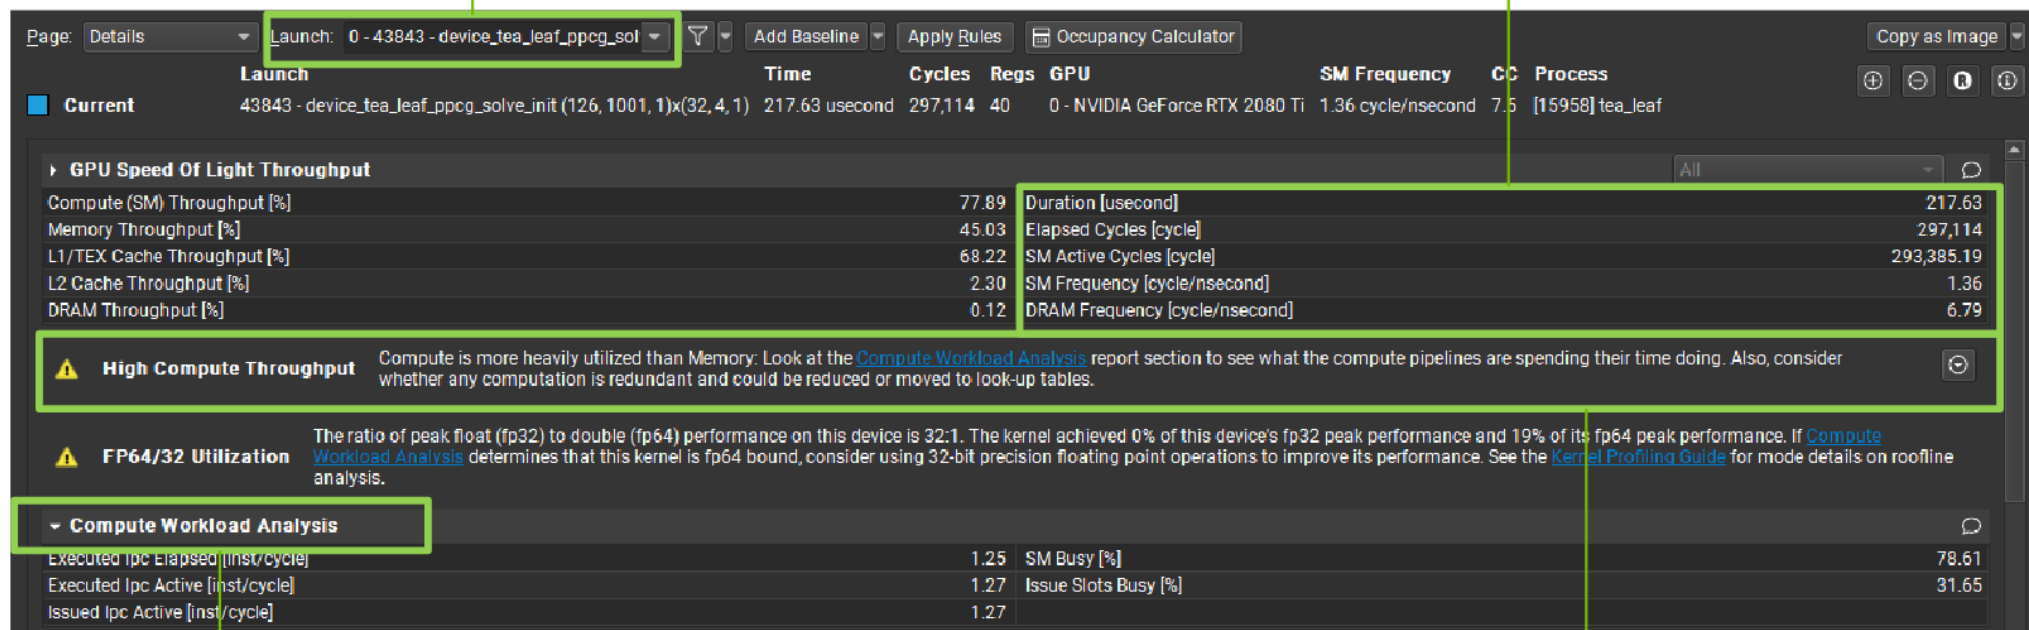 Page: Details Launch: 0 - 43843 - device_tea_leaf_ppcg_sol Add Baseline Apply Rules Occupancy Calculator Copy as Image
Launch Time Cycles Regs GPU SM Frequency CC Process
Current 43843 - device_tea_leaf_ppcg_solve_init (126, 1001, 1)x(32, 4, 1) 217.63 usecond 297,114 40 0 - NVIDIA GeForce RTX 2080 Ti 1.36 cycle/nsecond 7.5 [15958] tea_leaf
GPU Speed Of Light Throughput All
Compute (SM) Throughput [%] 77.89 Duration [usecond] 217.63
Memory Throughput [%] 45.03 Elapsed Cycles [cycle] 297,114
L1/TEX Cache Throughput [%] 68.22 SM Active Cycles [cycle] 293,385.19
L2 Cache Throughput [%] 2.30 SM Frequency [cycle/nsecond] 1.36
DRAM Throughput [%] 0.12 DRAM Frequency [cycle/nsecond] 6.79
High Compute Throughput Compute is more heavily utilized than Memory: Look at the Compute Workload Analysis report section to see what the compute pipelines are spending their time doing. Also, consider
whether any computation is redundant and could be reduced or moved to look-up tables.
The ratio of peak float (fp32) to double (fp64) performance on this device is 32:1. The kernel achieved 0% of this device's fp32 peak performance and 19% of its fp64 peak performance. If Compute
FP64/32 Utilization Workload Analysis determines that this kernel is fp64 bound, consider using 32-bit precision floating point operations to improve its performance. See the Kernel Profiling Guide for mode details on roofline
analysis.
Compute Workload Analysis
Executed Ipc Elapsed [inst/cycle] 1.25 SM Busy [%] 78.61
Executed Ipc Active [inst/cycle] 1.27 Issue Slots Busy [%] 31.65
Issued Ipc Active [inst/cycle] 1.27